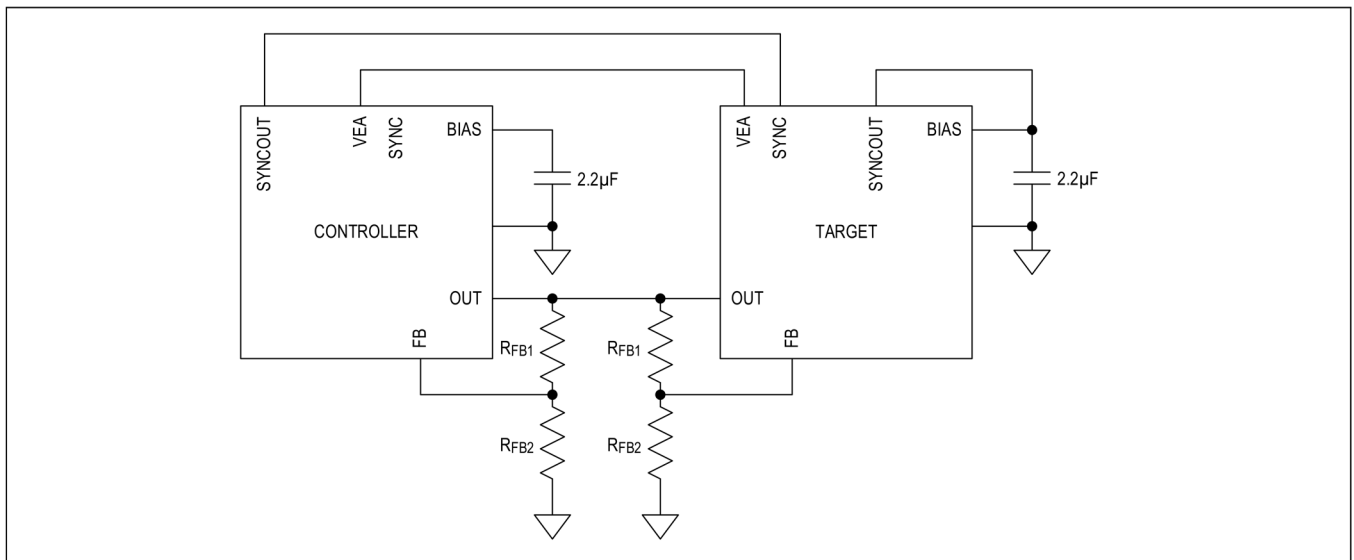 SYNCOUT
VEA
SYNC
BIAS
2.2µF
CONTROLLER
OUT
FB
RFB1
RFB2
VEA
SYNC
SYNCOUT
BIAS
2.2µF
TARGET
OUT
FB
RFB1
RFB2